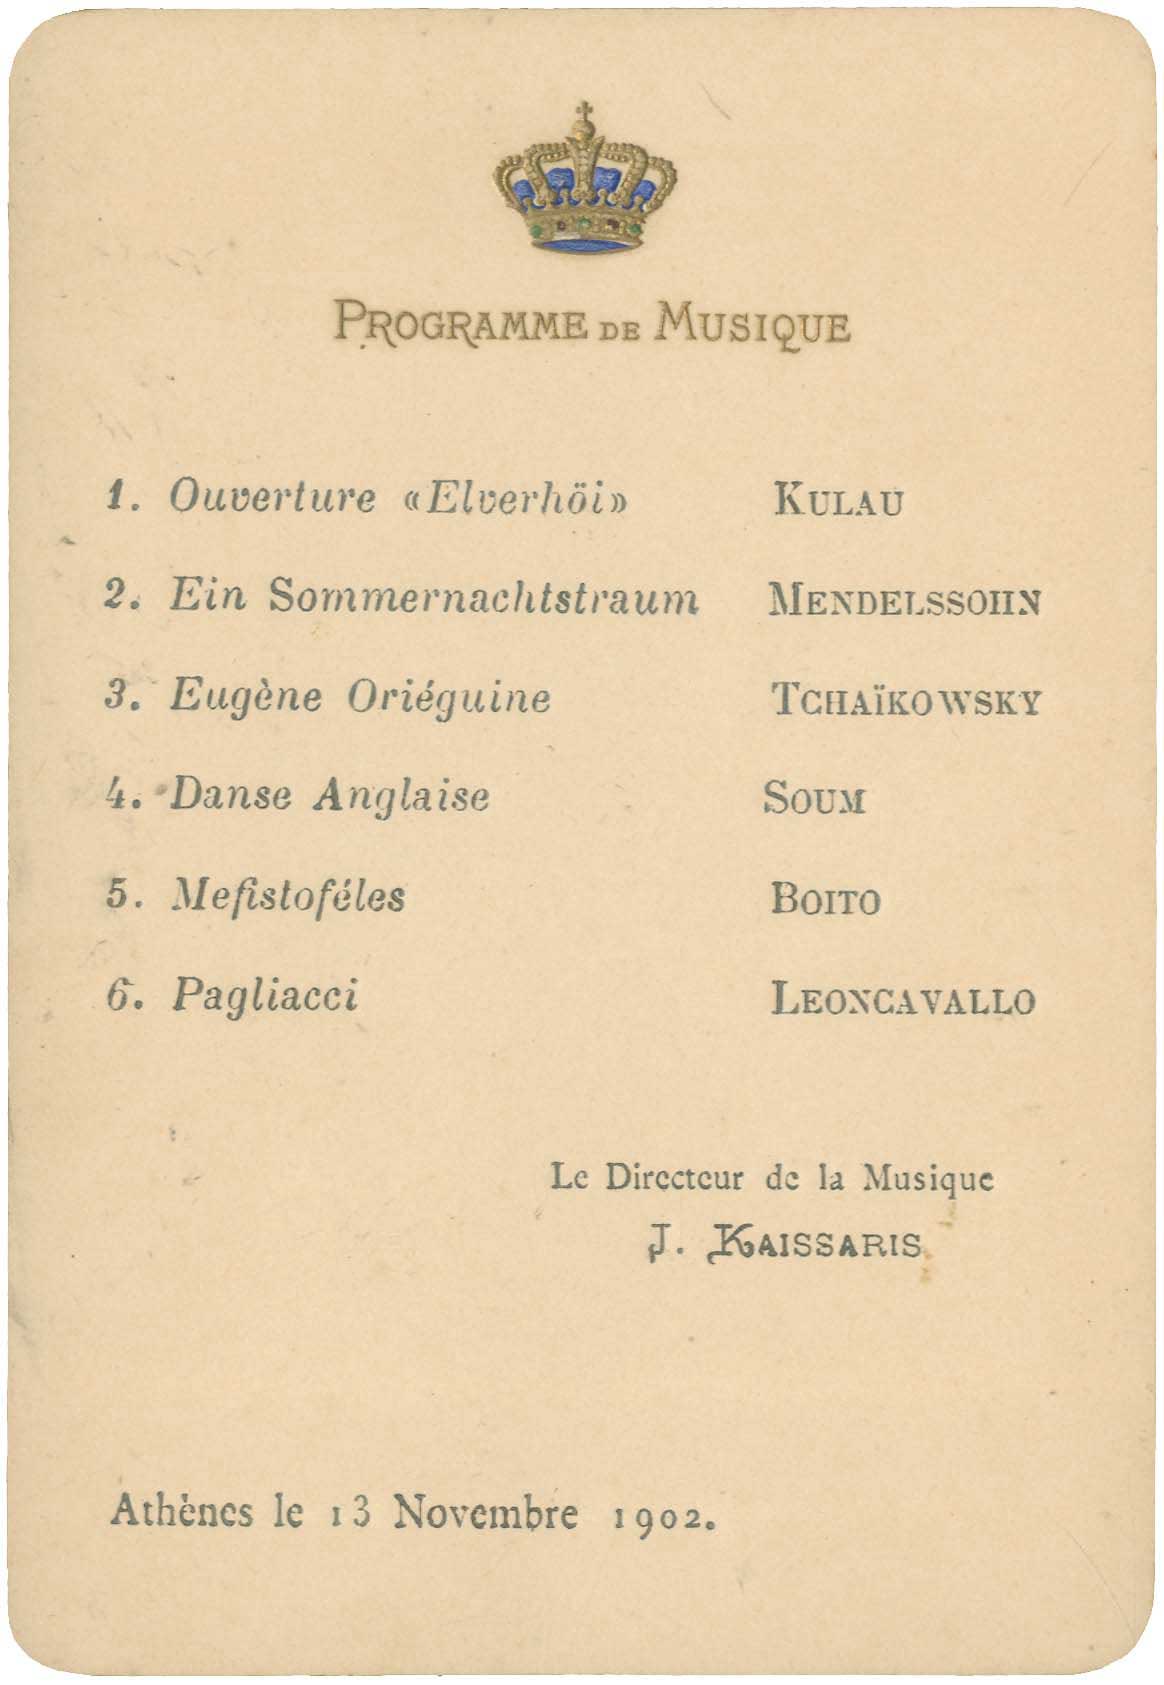 PROGRAMME DE MUSIQUE
1. Ouverture «Elverhöi» KULAU
2. Ein Sommernachtstraum MENDELSSOHN
3. Eugène Oriéguine TCHAÏKOWSKY
4. Danse Anglaise SOUM
5. Mefistoféles BOITO
6. Pagliacci LEONCAVALLO
Le Directeur de la Musique
J. KAISSARIS
Athènes le 13 Novembre 1902.